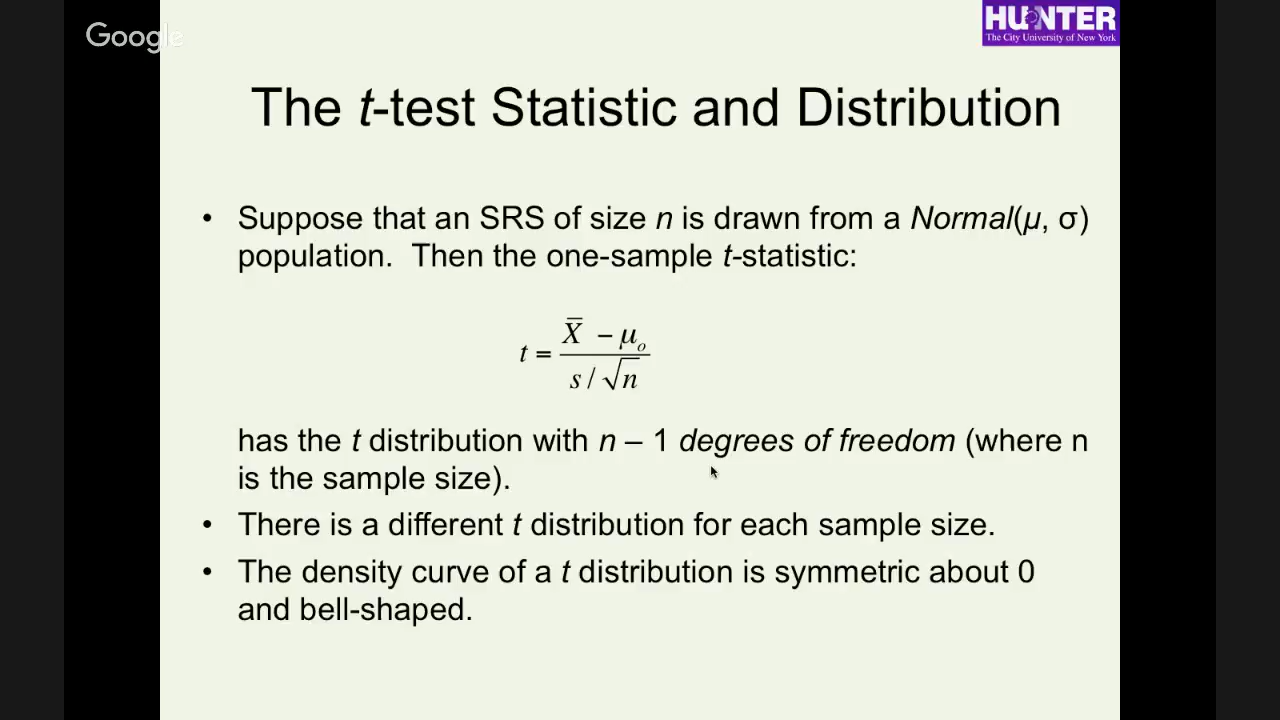 Google
HUNTER
The City University of New York
The t-test Statistic and Distribution
• Suppose that an SRS of size n is drawn from a Normal(μ, σ)
population. Then the one-sample t-statistic:
t = (X̄ − μₒ) / (s / √n)
has the t distribution with n – 1 degrees of freedom (where n
is the sample size).
• There is a different t distribution for each sample size.
• The density curve of a t distribution is symmetric about 0
and bell-shaped.